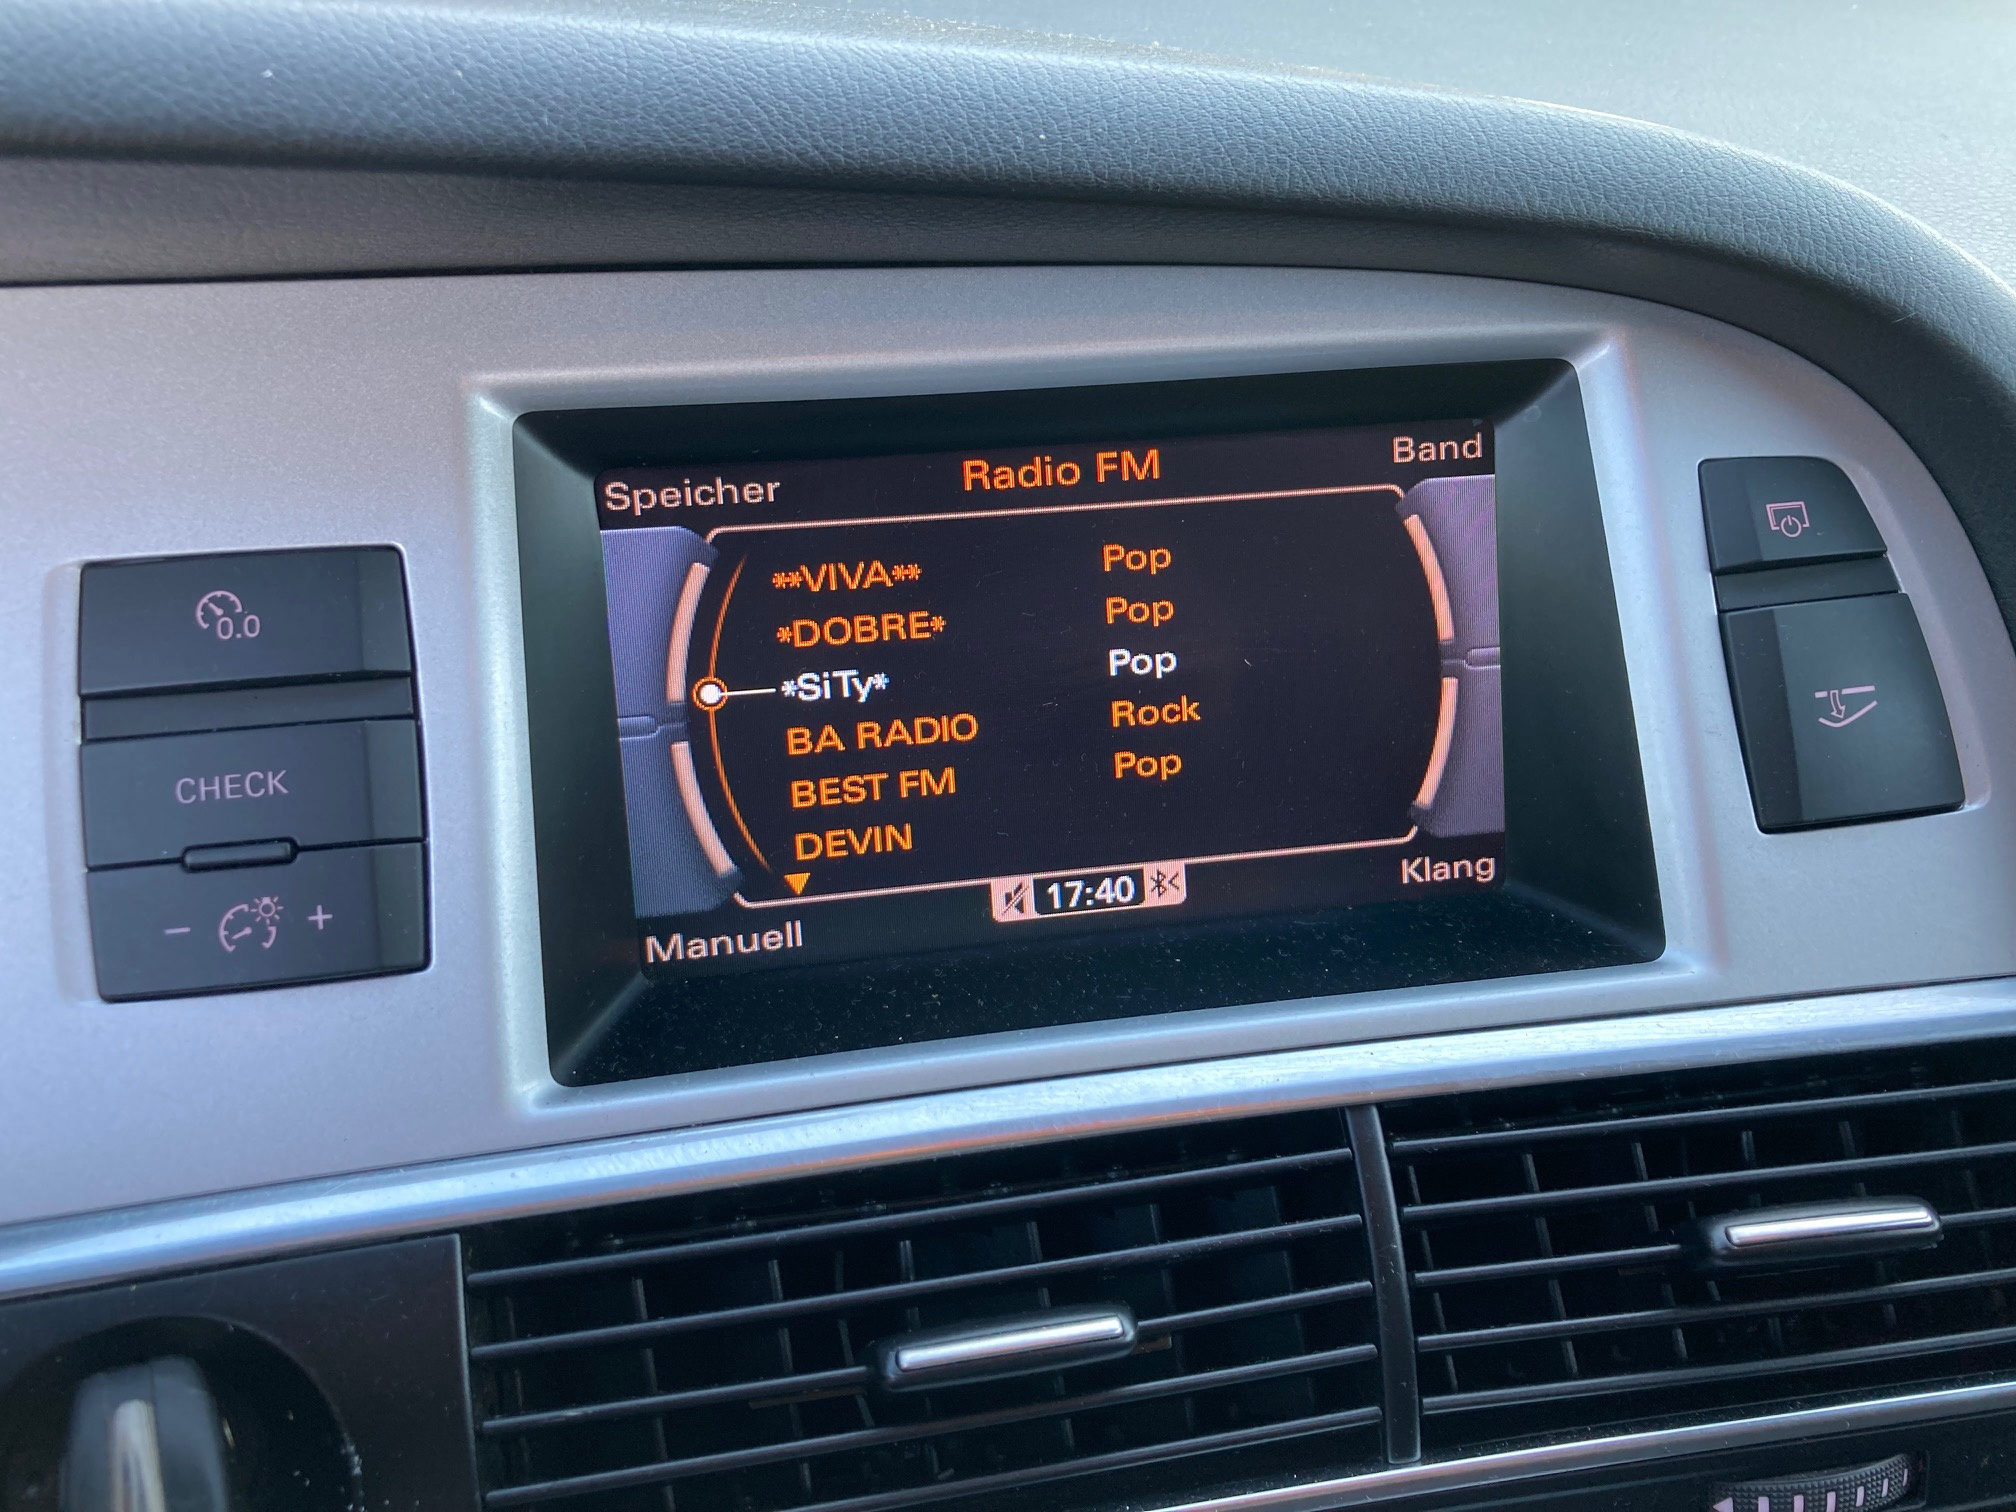 Speicher Radio FM Band
**VIVA** Pop
*DOBRE* Pop
*SiTy* Pop
BA RADIO Rock
BEST FM Pop
DEVIN
17:40
Manuell Klang
0.0
CHECK
- +